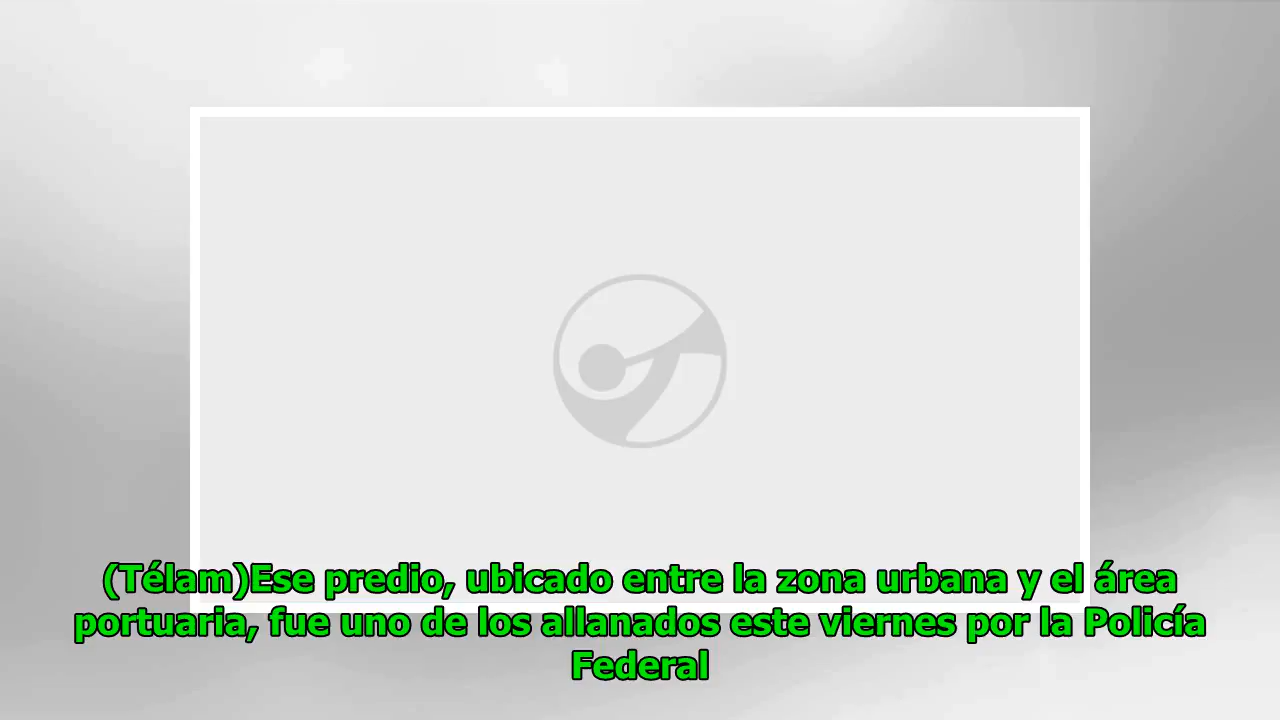 (Télam)Ese predio, ubicado entre la zona urbana y el área
portuaria, fue uno de los allanados este viernes por la Policía
Federal